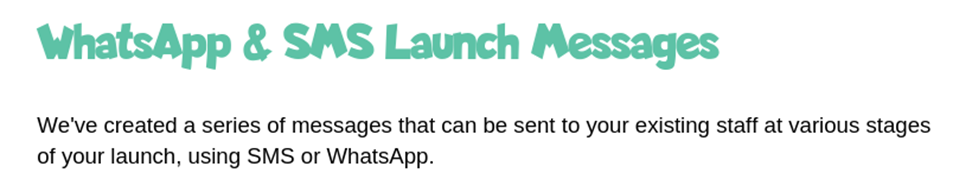 WhatsApp & SMS Launch Messages
We've created a series of messages that can be sent to your existing staff at various stages
of your launch, using SMS or WhatsApp.